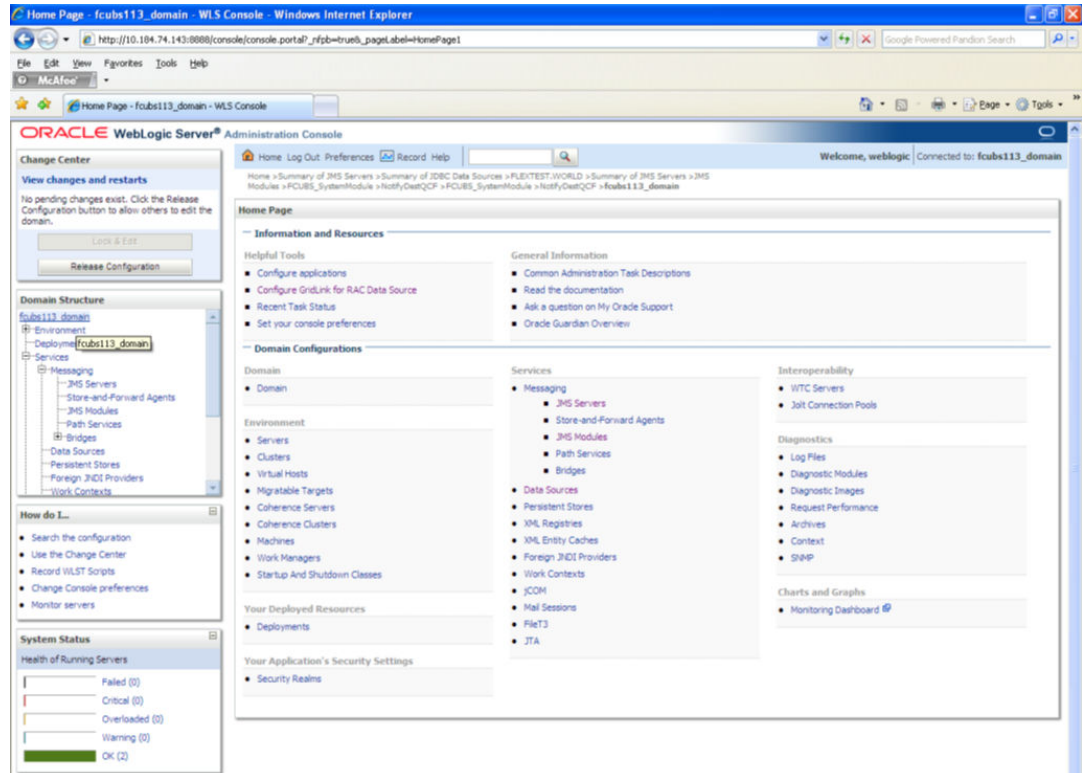 Home Page - fcubs113_domain - WLS Console - Windows Internet Explorer
http://10.184.74.143:8888/console/console.portal?_nfpb=true&_pageLabel=HomePage1
Google Powered Pandion Search
File Edit View Favorites Tools Help
McAfee
Home Page - fcubs113_domain - WLS Console
Page Tools
ORACLE WebLogic Server® Administration Console
Change Center
View changes and restarts
No pending changes exist. Click the Release
Configuration button to allow others to edit the
domain.
Lock & Edit
Release Configuration
Domain Structure
fcubs113_domain
Environment
Deployme
fcubs113_domain
Services
Messaging
JMS Servers
Store-and-Forward Agents
JMS Modules
Path Services
Bridges
Data Sources
Persistent Stores
Foreign JNDI Providers
Work Contexts
How do I...
Search the configuration
Use the Change Center
Record WLST Scripts
Change Console preferences
Monitor servers
System Status
Health of Running Servers
Failed (0)
Critical (0)
Overloaded (0)
Warning (0)
OK (2)
Home Log Out Preferences Record Help
Welcome, weblogic Connected to: fcubs113_domain
Home >Summary of JMS Servers >Summary of JDBC Data Sources >FLEXTEST.WORLD >Summary of JMS Servers >JMS
Modules >FCUBS_SystemModule >NotifyDestQCF >FCUBS_SystemModule >NotifyDestQCF >fcubs113_domain
Home Page
Information and Resources
Helpful Tools
Configure applications
Configure GridLink for RAC Data Source
Recent Task Status
Set your console preferences
General Information
Common Administration Task Descriptions
Read the documentation
Ask a question on My Oracle Support
Oracle Guardian Overview
Domain Configurations
Domain
Domain
Environment
Servers
Clusters
Virtual Hosts
Migratable Targets
Coherence Servers
Coherence Clusters
Machines
Work Managers
Startup And Shutdown Classes
Your Deployed Resources
Deployments
Your Application's Security Settings
Security Realms
Services
Messaging
JMS Servers
Store-and-Forward Agents
JMS Modules
Path Services
Bridges
Data Sources
Persistent Stores
XML Registries
XML Entity Caches
Foreign JNDI Providers
Work Contexts
jCOM
Mail Sessions
FileT3
JTA
Interoperability
WTC Servers
Jolt Connection Pools
Diagnostics
Log Files
Diagnostic Modules
Diagnostic Images
Request Performance
Archives
Context
SNMP
Charts and Graphs
Monitoring Dashboard